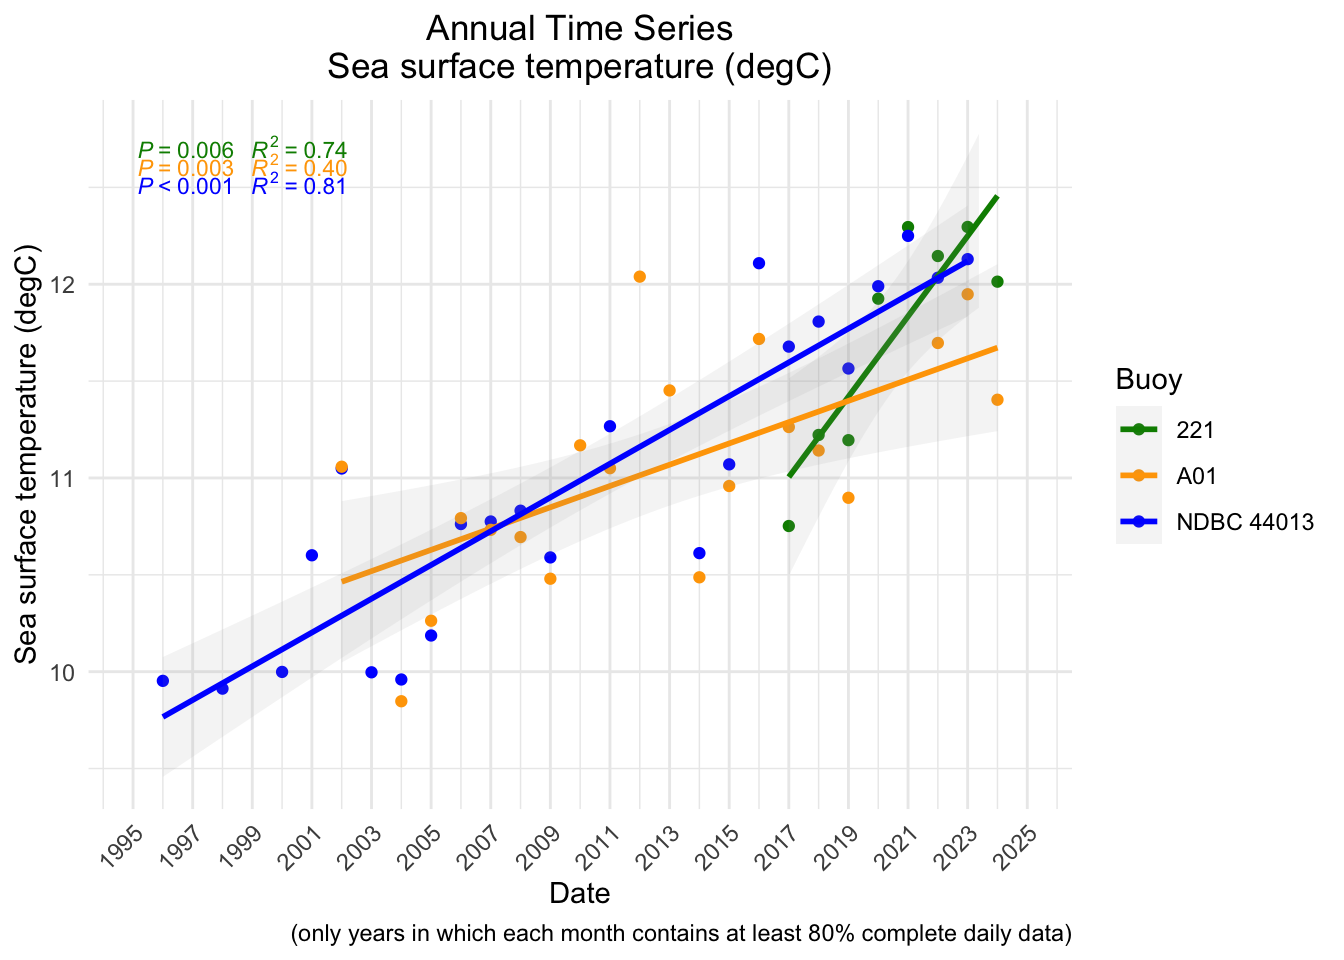 Annual Time Series
Sea surface temperature (degC)
P = 0.006 R² = 0.74
P = 0.003 R² = 0.40
P < 0.001 R² = 0.81
Sea surface temperature (degC)
12
11
10
Buoy
221
A01
NDBC 44013
1995 1997 1999 2001 2003 2005 2007 2009 2011 2013 2015 2017 2019 2021 2023 2025
Date
(only years in which each month contains at least 80% complete daily data)